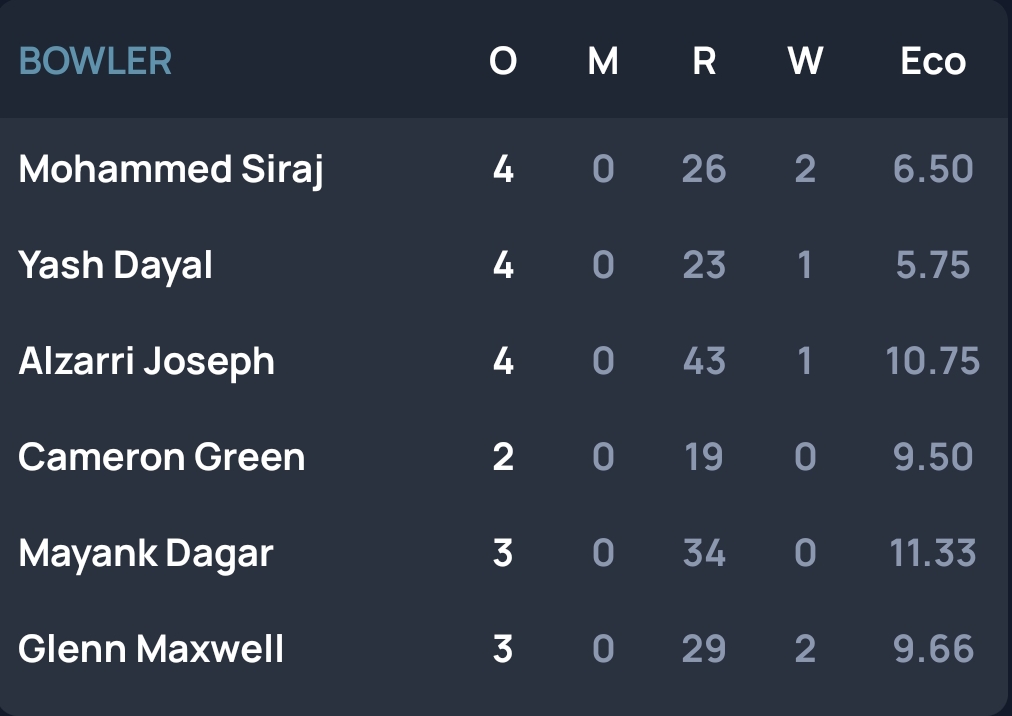 BOWLER O M R W Eco
Mohammed Siraj 4 0 26 2 6.50
Yash Dayal 4 0 23 1 5.75
Alzarri Joseph 4 0 43 1 10.75
Cameron Green 2 0 19 0 9.50
Mayank Dagar 3 0 34 0 11.33
Glenn Maxwell 3 0 29 2 9.66